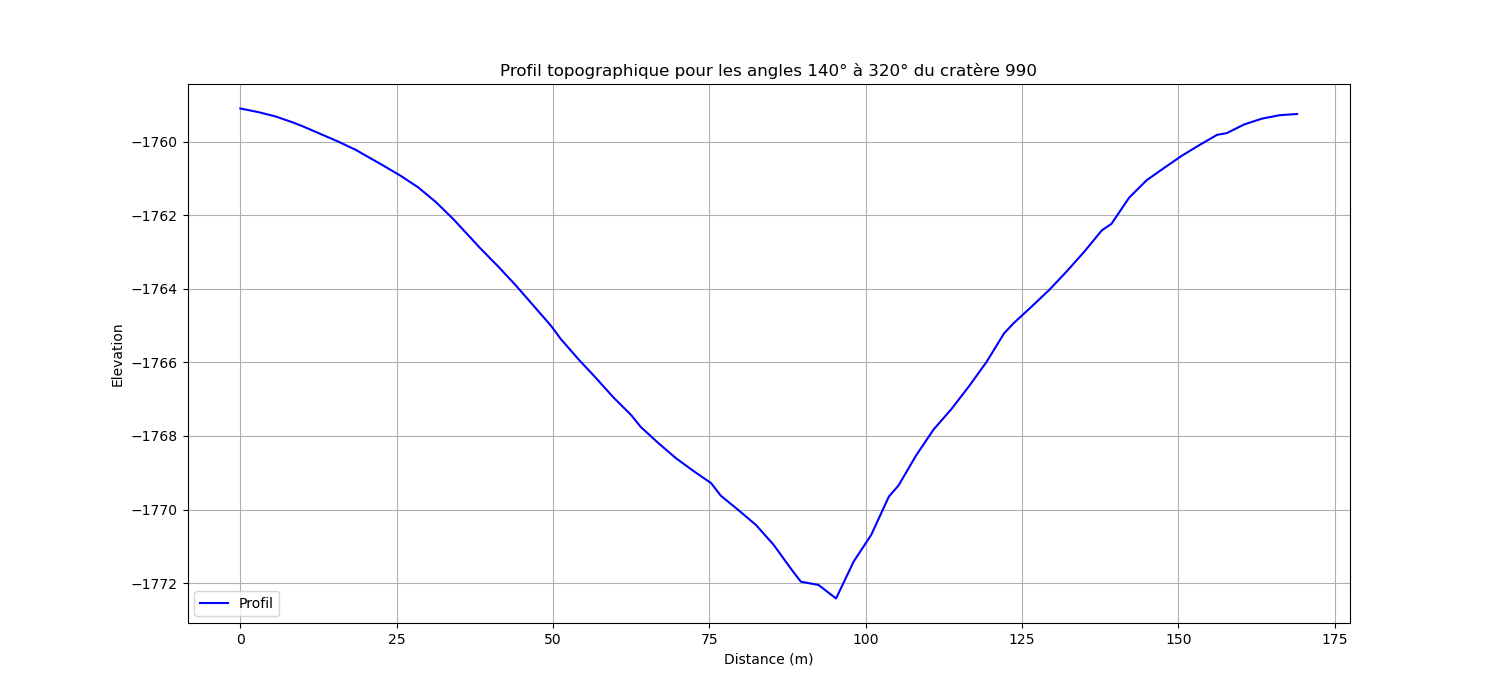 Profil topographique pour les angles 140° à 320° du cratère 990
Elevation
−1760
−1762
−1764
−1766
−1768
−1770
−1772
Profil
0 25 50 75 100 125 150 175
Distance (m)